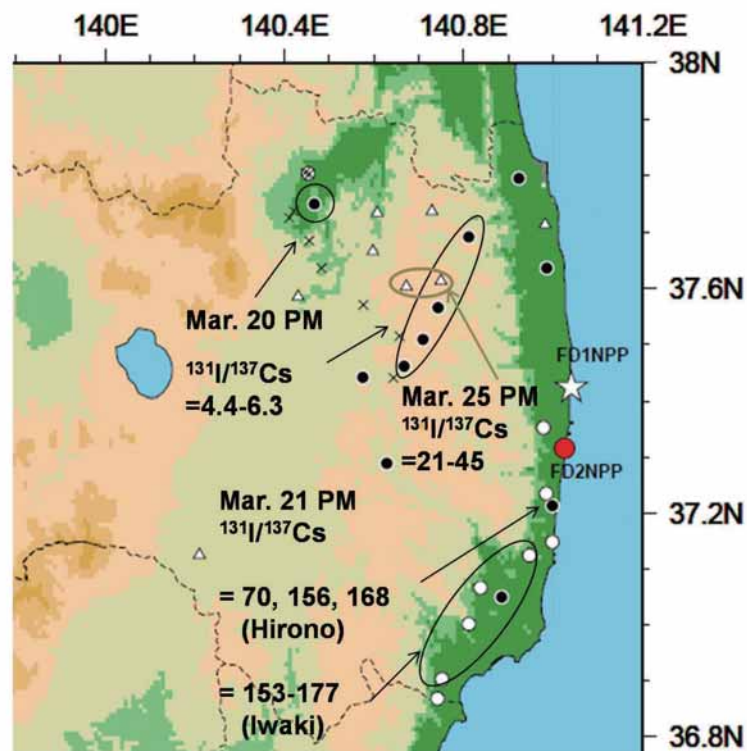 140E 140.4E 140.8E 141.2E
38N
Mar. 20 PM
37.6N
¹³¹I/¹³⁷Cs
=4.4-6.3
FD1NPP
Mar. 25 PM
¹³¹I/¹³⁷Cs
=21-45
FD2NPP
Mar. 21 PM
¹³¹I/¹³⁷Cs
37.2N
= 70, 156, 168
(Hirono)
= 153-177
(Iwaki)
36.8N